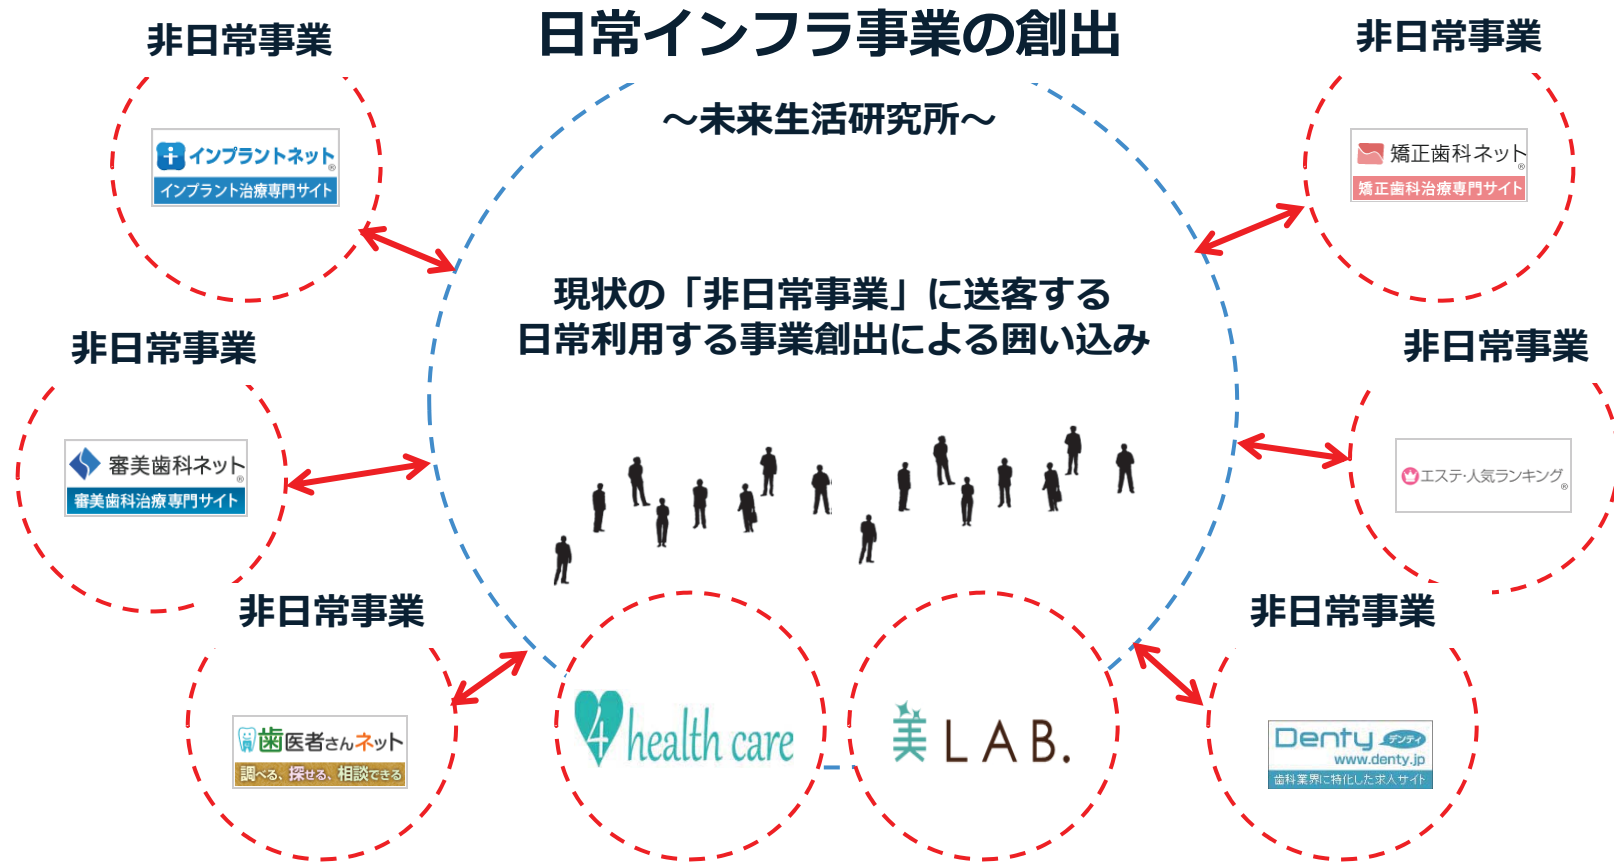 日常インフラ事業の創出
~未来生活研究所~
非日常事業
インプラントネット®
インプラント治療専門サイト
非日常事業
矯正歯科ネット®
矯正歯科治療専門サイト
現状の「非日常事業」に送客する
日常利用する事業創出による囲い込み
非日常事業
審美歯科ネット®
審美歯科治療専門サイト
非日常事業
エステ・人気ランキング®
非日常事業
歯医者さんネット
調べる、探せる、相談できる
4 health care
美LAB.
非日常事業
Denty デンティ
www.denty.jp
歯科業界に特化した求人サイト